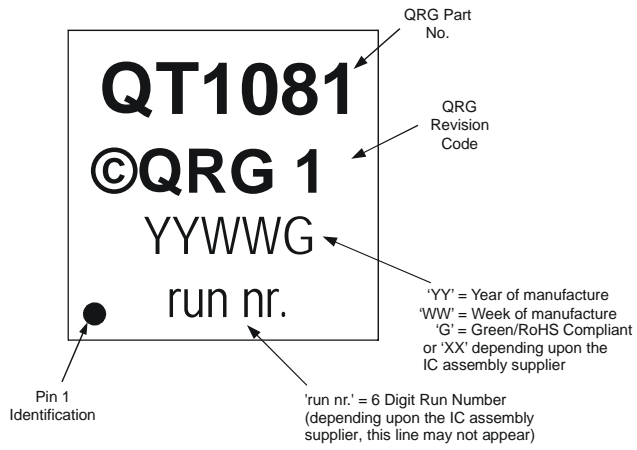 QRG Part
No.
QT1081
QRG
Revision
Code
©QRG 1
YYWWG
run nr.
‘YY’ = Year of manufacture
‘WW’ = Week of manufacture
‘G’ = Green/RoHS Compliant
or ‘XX’ depending upon the
IC assembly supplier
Pin 1
Identification
'run nr.' = 6 Digit Run Number
(depending upon the IC assembly
supplier, this line may not appear)